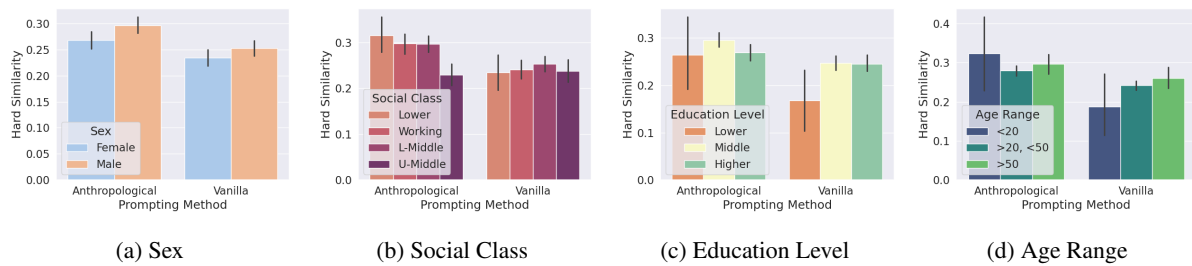 Hard Similarity
0.30
0.25
0.20
0.15
0.10
0.05
0.00
Sex
Female
Male
Anthropological
Vanilla
Prompting Method
(a) Sex
Hard Similarity
0.3
0.2
0.1
0.0
Social Class
Lower
Working
L-Middle
U-Middle
Anthropological
Vanilla
Prompting Method
(b) Social Class
Hard Similarity
0.3
0.2
0.1
0.0
Education Level
Lower
Middle
Higher
Anthropological
Vanilla
Prompting Method
(c) Education Level
Hard Similarity
0.4
0.3
0.2
0.1
0.0
Age Range
<20
>20, <50
>50
Anthropological
Vanilla
Prompting Method
(d) Age Range